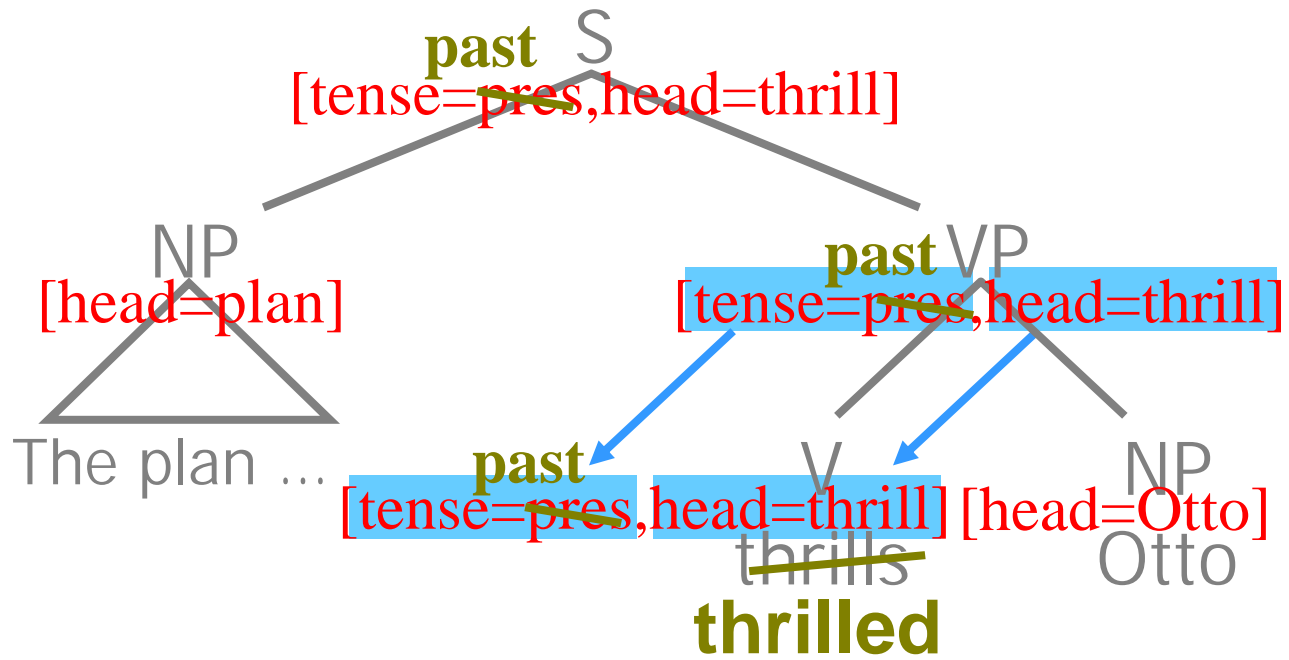 past S
[tense=pres,head=thrill]
NP
past VP
[head=plan]
[tense=pres,head=thrill]
The plan ...
past V NP
[tense=pres,head=thrill] [head=Otto]
thrills Otto
thrilled